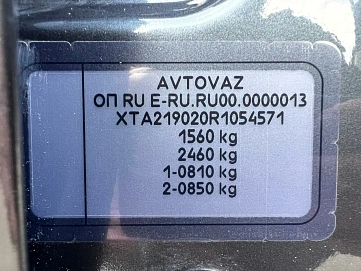 AVTOVAZ
ОП RU E-RU.RU00.0000013
XTA219020R1054571
1560 kg
2460 kg
1-0810 kg
2-0850 kg